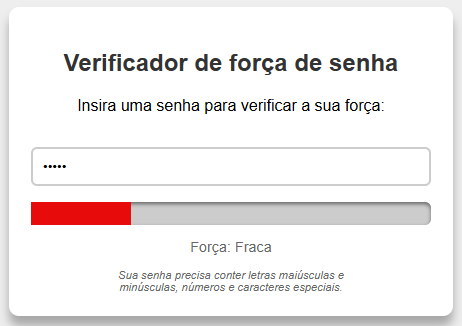 Verificador de força de senha
Insira uma senha para verificar a sua força:
•••••
Força: Fraca
Sua senha precisa conter letras maiúsculas e
minúsculas, números e caracteres especiais.